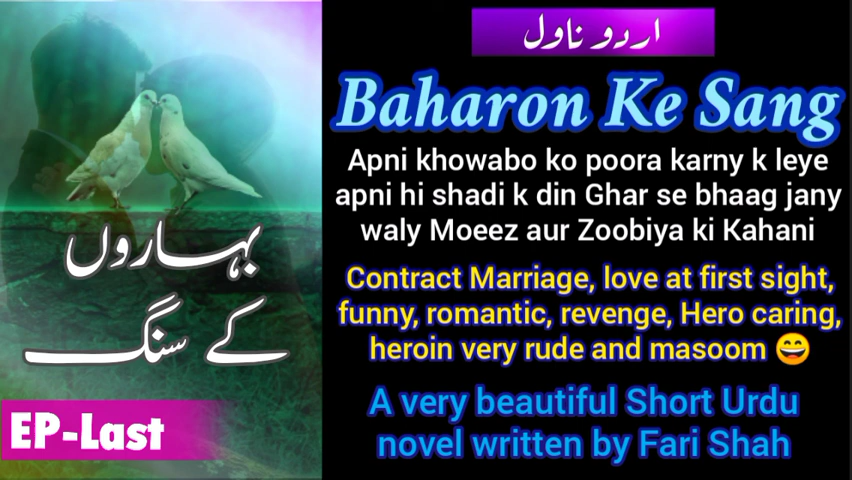 بہاروں
کے سنگ
EP-Last
اردو ناول
Baharon Ke Sang
Apni khowabo ko poora karny k leye
apni hi shadi k din Ghar se bhaag jany
waly Moeez aur Zoobiya ki Kahani
Contract Marriage, love at first sight,
funny, romantic, revenge, Hero caring,
heroin very rude and masoom 😄
A very beautiful Short Urdu
novel written by Fari Shah